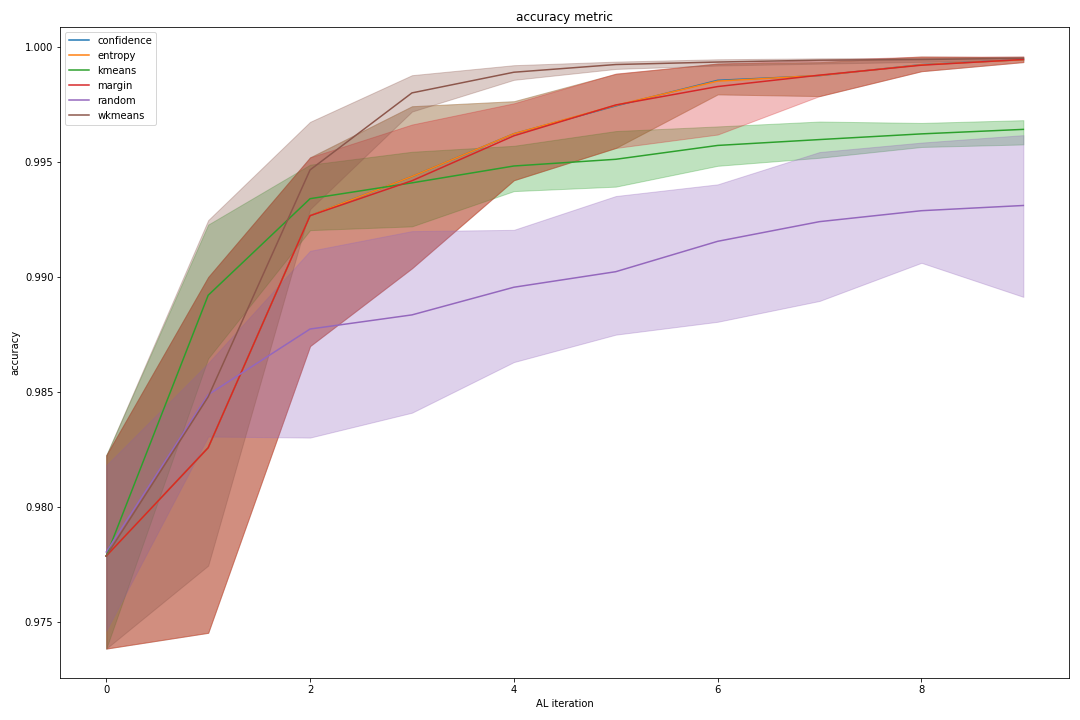 accuracy metric
confidence
entropy
kmeans
margin
random
wkmeans
1.000
0.995
0.990
0.985
0.980
0.975
accuracy
0 2 4 6 8
AL iteration